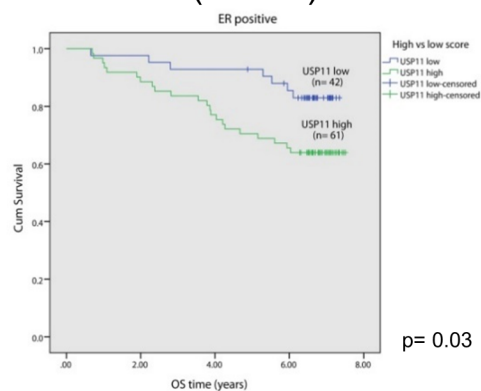 ER positive
High vs low score
USP11 low
USP11 high
USP11 low-censored
USP11 high-censored
USP11 low
(n= 42)
USP11 high
(n= 61)
Cum Survival
1.0
0.8
0.6
0.4
0.2
0.0
.00 2.00 4.00 6.00 8.00
OS time (years)
p= 0.03